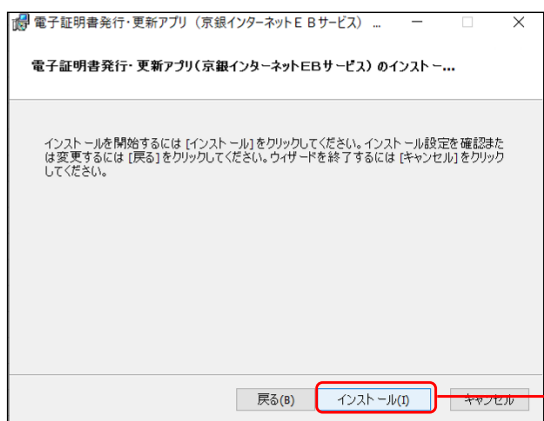 電子証明書発行・更新アプリ（京銀インターネットＥＢサービス） ...
電子証明書発行・更新アプリ(京銀インターネットEBサービス) のインストー...
インストールを開始するには [インストール]をクリックしてください。インストール設定を確認また
は変更するには [戻る]をクリックしてください。ウィザードを終了するには [キャンセル]をクリック
してください。
戻る(B) インストール(I) キャンセル